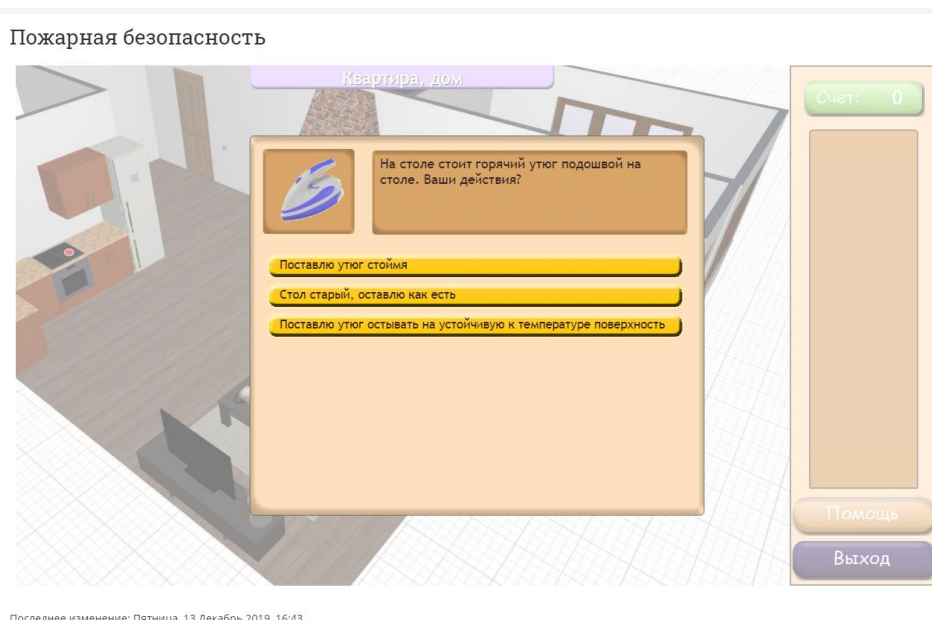 Пожарная безопасность
Квартира, дом
Счёт: 0
На столе стоит горячий утюг подошвой на
столе. Ваши действия?
Поставлю утюг стоймя
Стол старый, оставлю как есть
Поставлю утюг остывать на устойчивую к температуре поверхность
Помощь
Выход
Последнее изменение: Пятница, 13 Декабрь 2019, 16:43